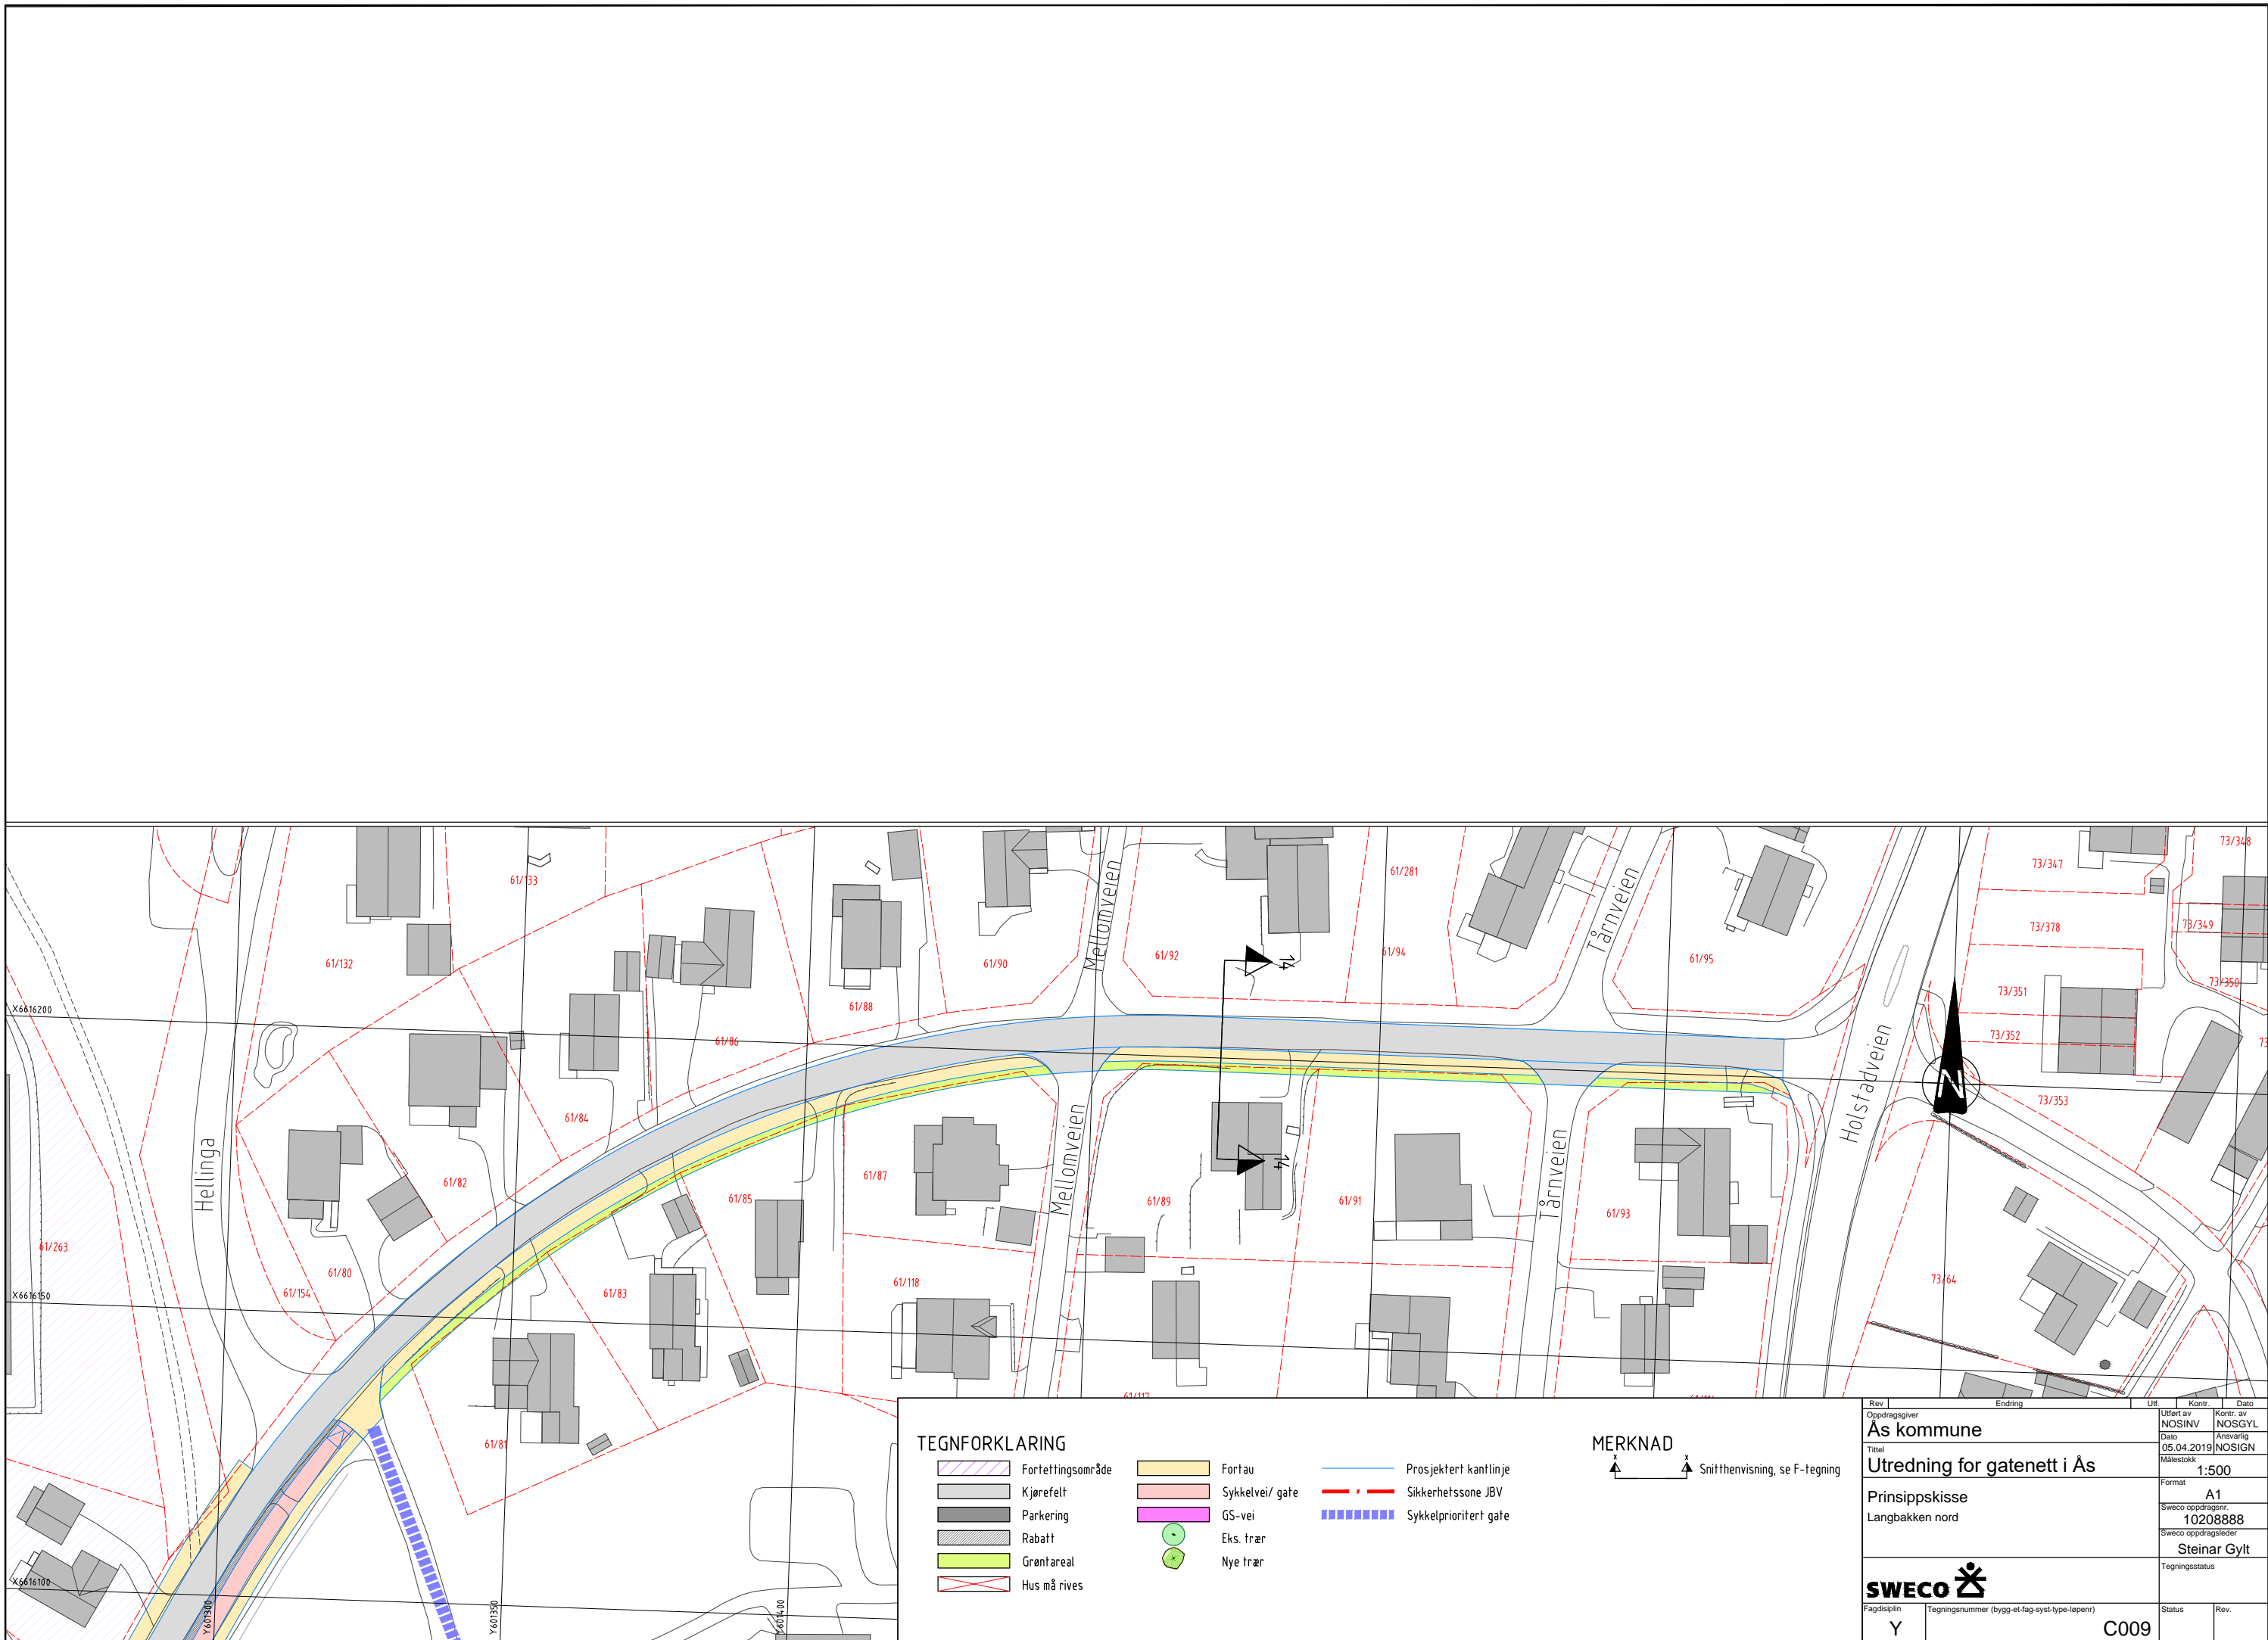 61/133
61/281
73/347
73/348
Mellomveien
Tårnveien
73/378
73/349
61/132
61/90
61/92
61/94
61/95
14
73/350
73/351
X6616200
61/88
61/86
73/352
Holstadveien
N
73/353
61/84
Hellinga
Mellomveien
Tårnveien
14
61/82
61/85
61/87
61/89
61/91
61/93
61/263
61/80
61/154
61/83
61/118
73/64
X6616150
61/81
X6616100
Y601300
Y601350
TEGNFORKLARING
Fortettingsområde
Kjørefelt
Parkering
Rabatt
Grøntareal
Hus må rives
Fortau
Sykkelvei/ gate
GS-vei
Eks. trær
Nye trær
Prosjektert kantlinje
Sikkerhetssone JBV
Sykkelprioritert gate
MERKNAD
x x
Snitthenvisning, se F-tegning
Rev Endring Utf. Kontr. Dato
Oppdragsgiver
Ås kommune
Utført av
NOSINV
Kontr. av
NOSGYL
Dato
05.04.2019
Ansvarlig
NOSIGN
Tittel
Utredning for gatenett i Ås
Målestokk
1:500
Prinsippskisse
Langbakken nord
Format
A1
Sweco oppdragsnr.
10208888
Sweco oppdragsleder
Steinar Gylt
SWECO
Tegningsstatus
Fagdisiplin
Y
Tegningsnummer (bygg-et-fag-syst-type-løpenr)
C009
Status
Rev.